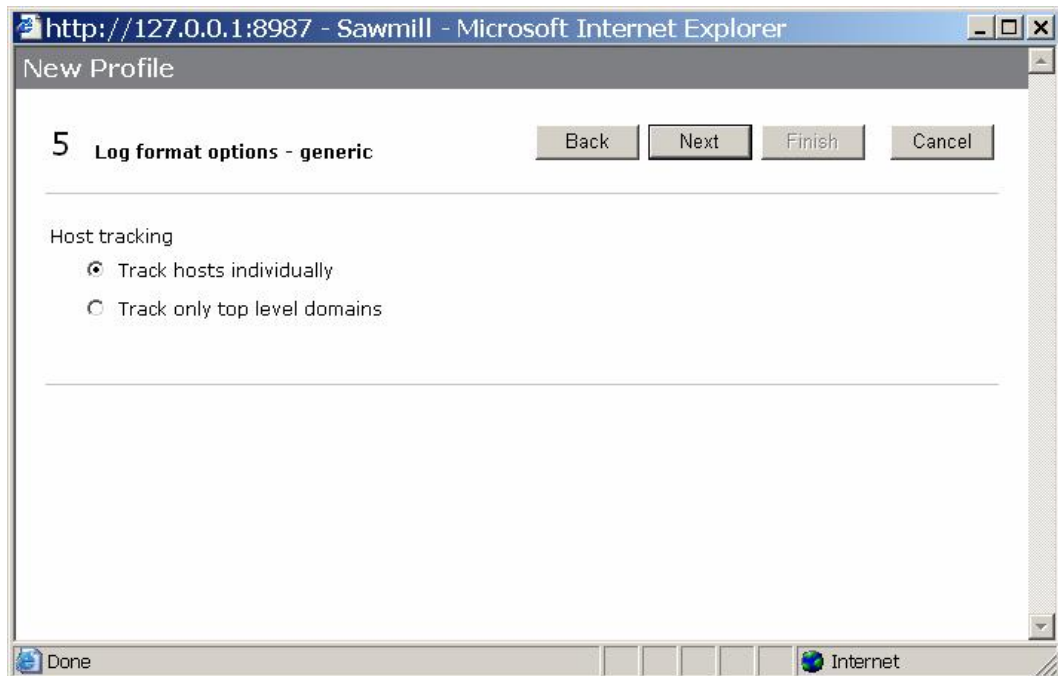 http://127.0.0.1:8987 - Sawmill - Microsoft Internet Explorer
New Profile
5 Log format options - generic Back Next Finish Cancel
Host tracking
Track hosts individually
Track only top level domains
Done Internet